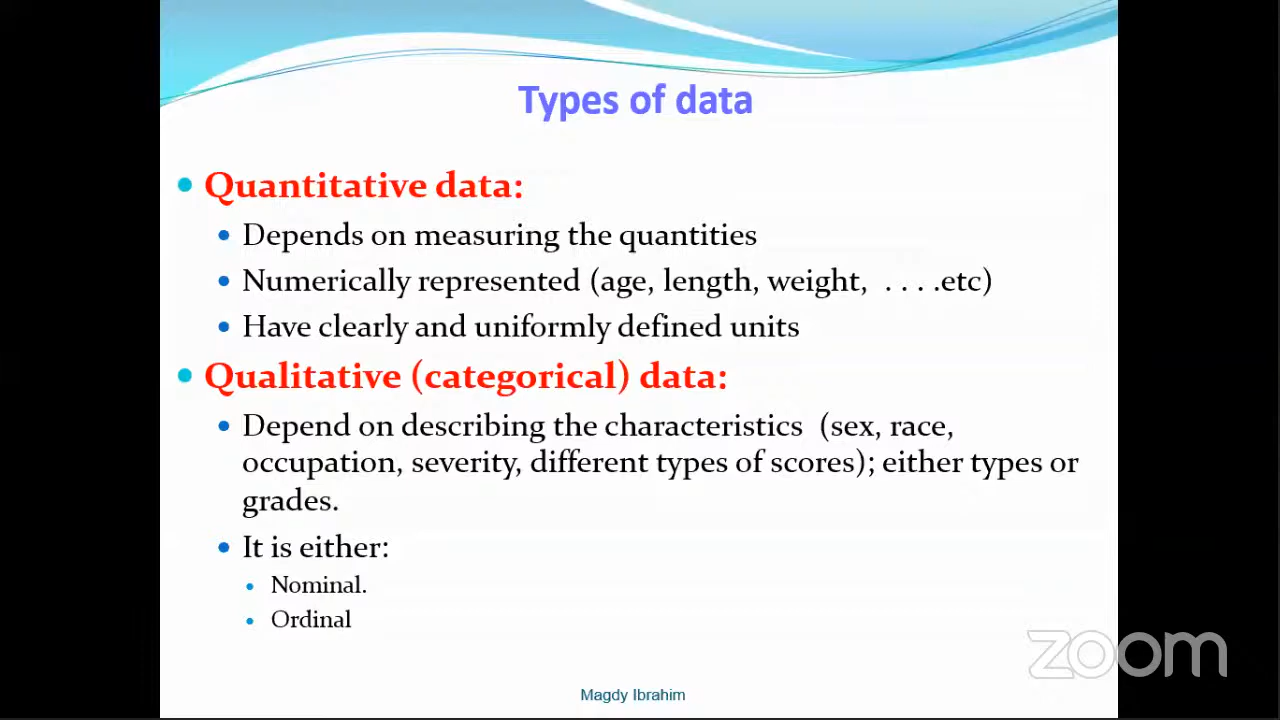 Types of data
• Quantitative data:
• Depends on measuring the quantities
• Numerically represented (age, length, weight, . . . .etc)
• Have clearly and uniformly defined units
• Qualitative (categorical) data:
• Depend on describing the characteristics (sex, race,
occupation, severity, different types of scores); either types or
grades.
• It is either:
• Nominal.
• Ordinal
zoom
Magdy Ibrahim